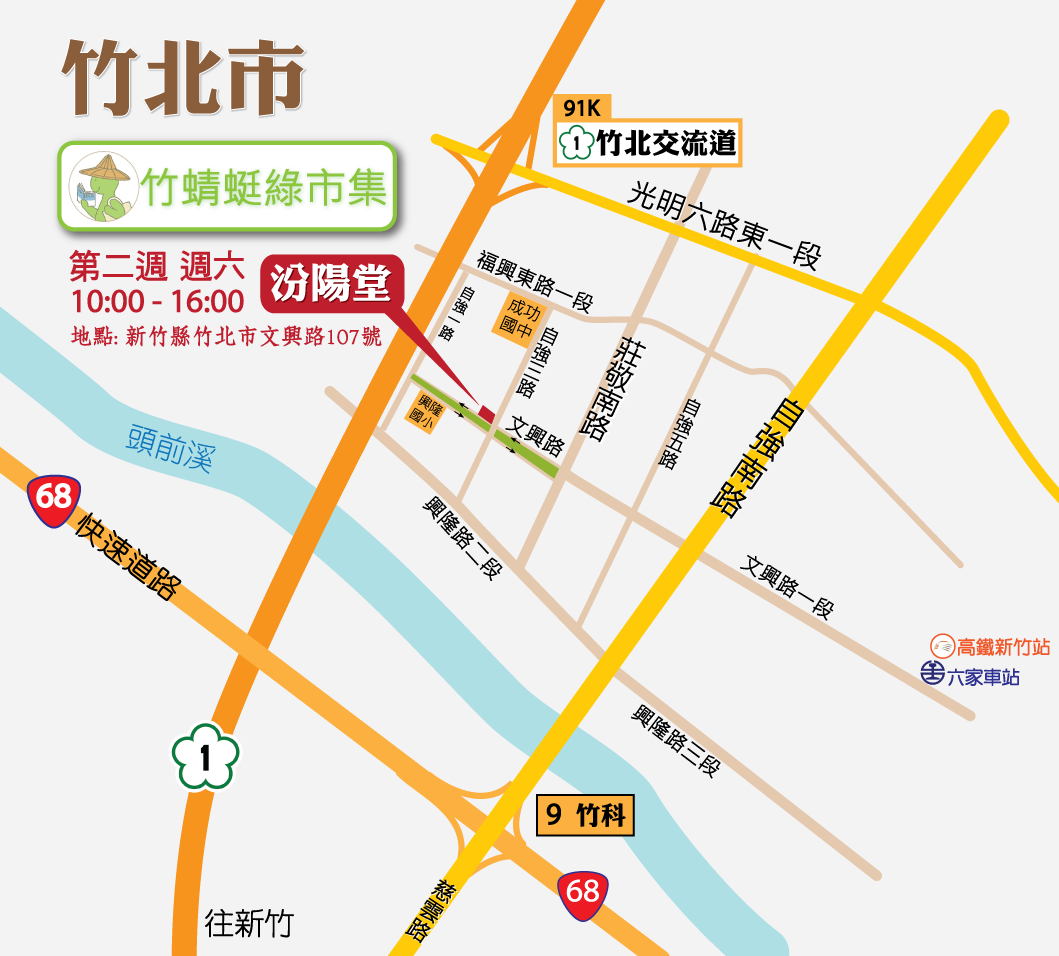 竹北市
91K
1 竹北交流道
竹蜻蜓綠市集
光明六路東一段
第二週 週六
10:00 - 16:00
汾陽堂
地點: 新竹縣竹北市文興路107號
福興東路一段
自強一路
成功
國中
自強三路
莊敬南路
興隆
國小
文興路
自強五路
自強南路
頭前溪
68
快速道路
興隆路二段
文興路一段
高鐵新竹站
六家車站
興隆路三段
1
9 竹科
68
慈雲路
往新竹